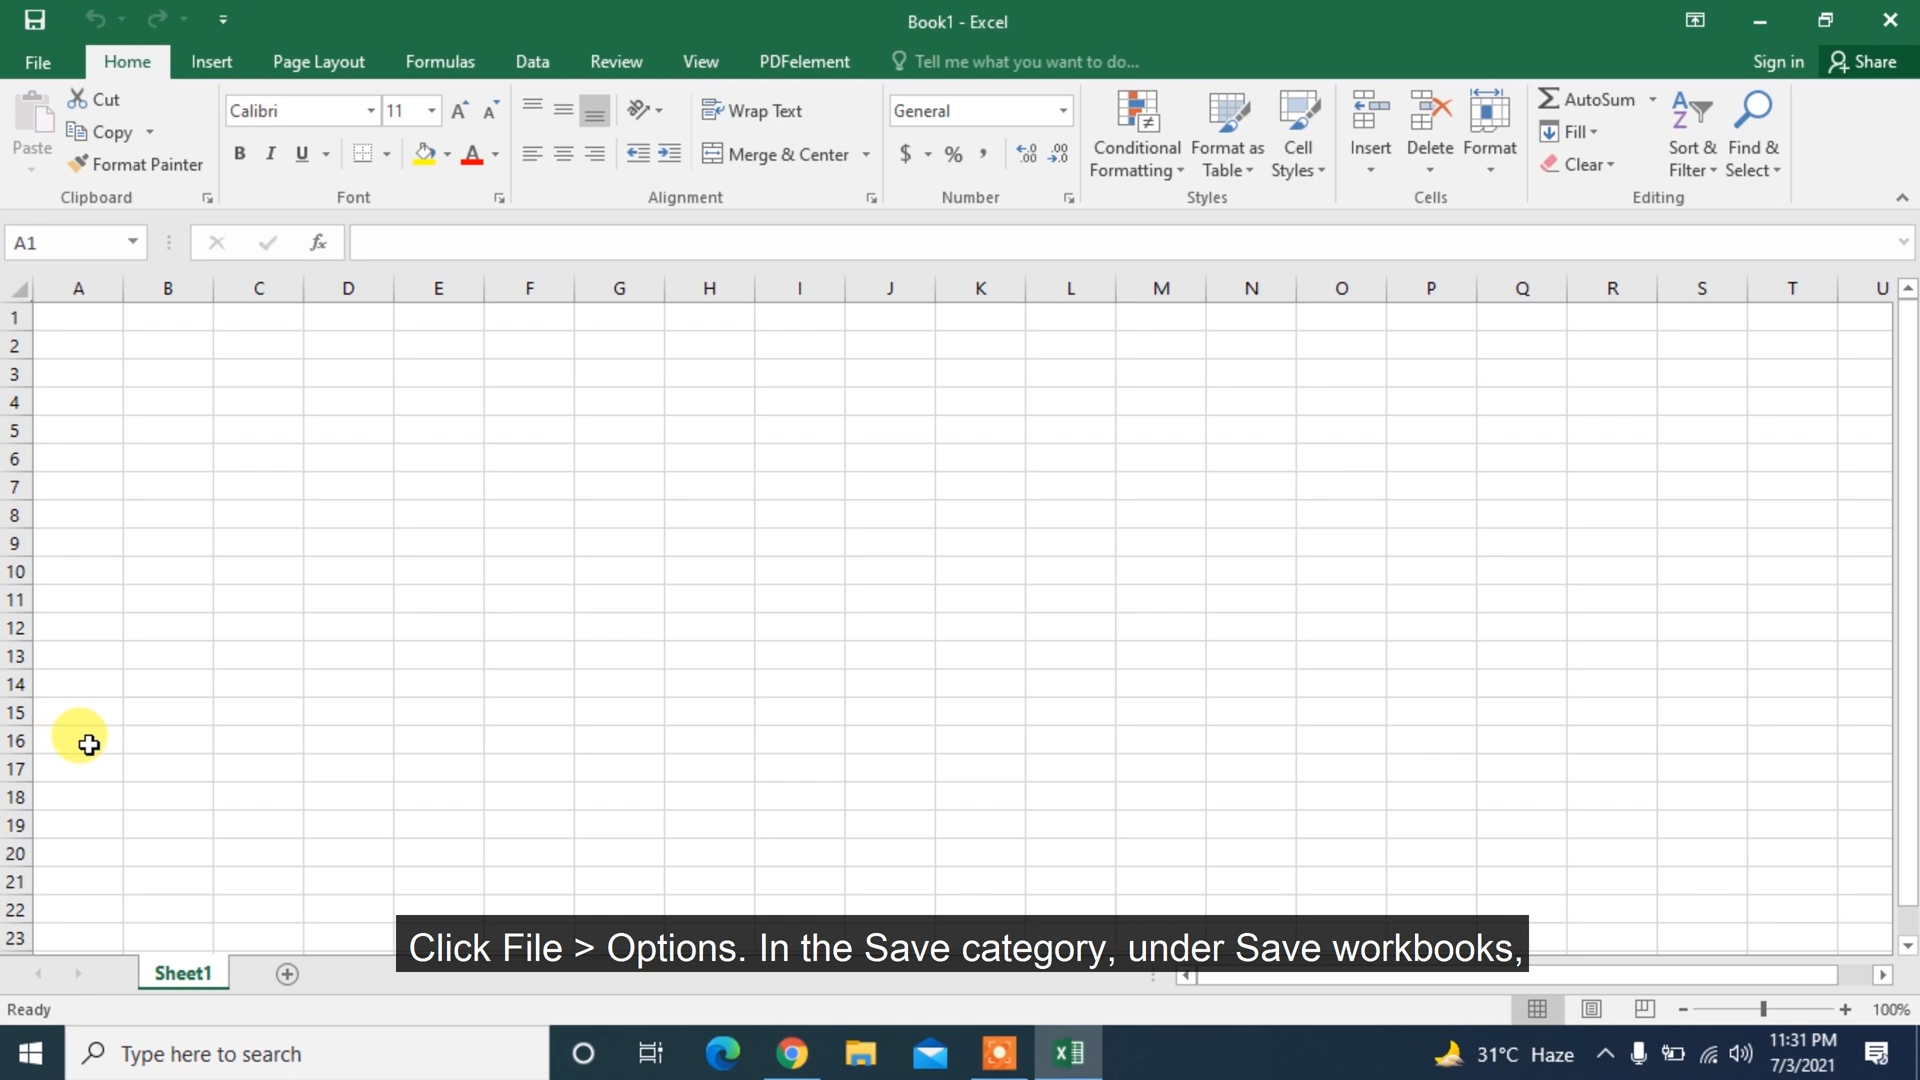 Book1 - Excel
File Home Insert Page Layout Formulas Data Review View PDFelement Tell me what you want to do... Sign in Share
Paste Cut Copy Format Painter Clipboard
Calibri 11 B I U A Font
Wrap Text Merge & Center Alignment
General $ % , .0 .00 Number
Conditional Formatting Format as Table Cell Styles Styles
Insert Delete Format Cells
AutoSum Fill Clear Sort & Filter Find & Select Editing
A1 fx
A B C D E F G H I J K L M N O P Q R S T U
1
2
3
4
5
6
7
8
9
10
11
12
13
14
15
16
17
18
19
20
21
22
23
Click File > Options. In the Save category, under Save workbooks,
Sheet1
Ready 100%
Type here to search 31°C Haze 11:31 PM
7/3/2021